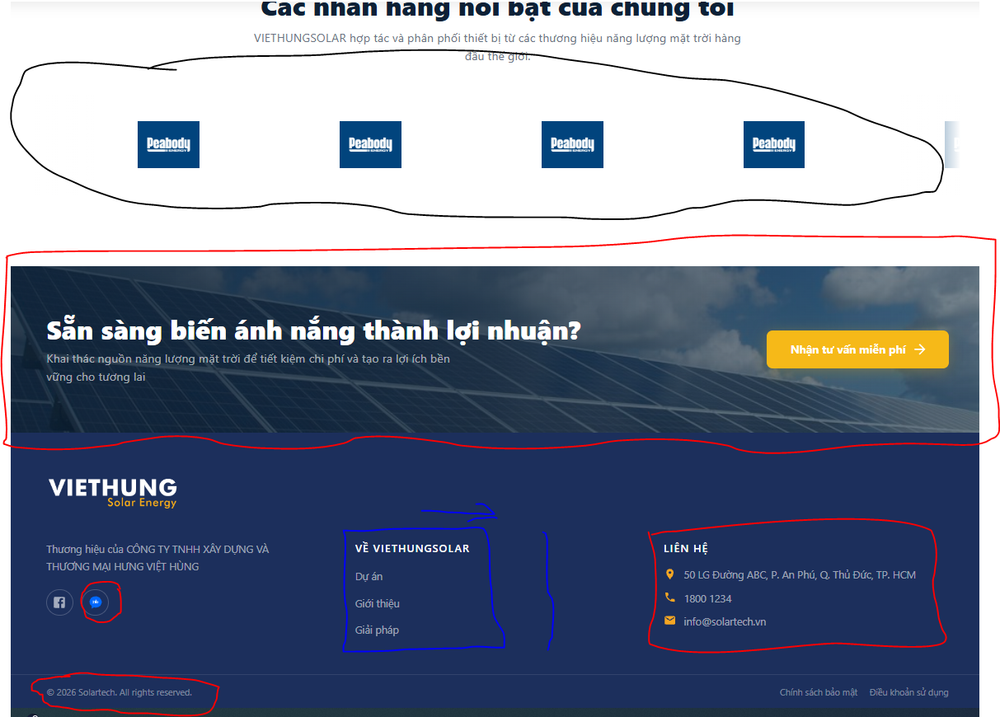 Các nhãn hàng nổi bật của chúng tôi
VIETHUNGSOLAR hợp tác và phân phối thiết bị từ các thương hiệu năng lượng mặt trời hàng
đầu thế giới.
Peabody ENERGY
Peabody ENERGY
Peabody ENERGY
Peabody ENERGY
Sẵn sàng biến ánh nắng thành lợi nhuận?
Khai thác nguồn năng lượng mặt trời để tiết kiệm chi phí và tạo ra lợi ích bền
vững cho tương lai
Nhận tư vấn miễn phí →
VIETHUNG
Solar Energy
Thương hiệu của CÔNG TY TNHH XÂY DỰNG VÀ
THƯƠNG MẠI HƯNG VIỆT HÙNG
VỀ VIETHUNGSOLAR
Dự án
Giới thiệu
Giải pháp
LIÊN HỆ
50 LG Đường ABC, P. An Phú, Q. Thủ Đức, TP. HCM
1800 1234
info@solartech.vn
© 2026 Solartech. All rights reserved.
Chính sách bảo mật
Điều khoản sử dụng